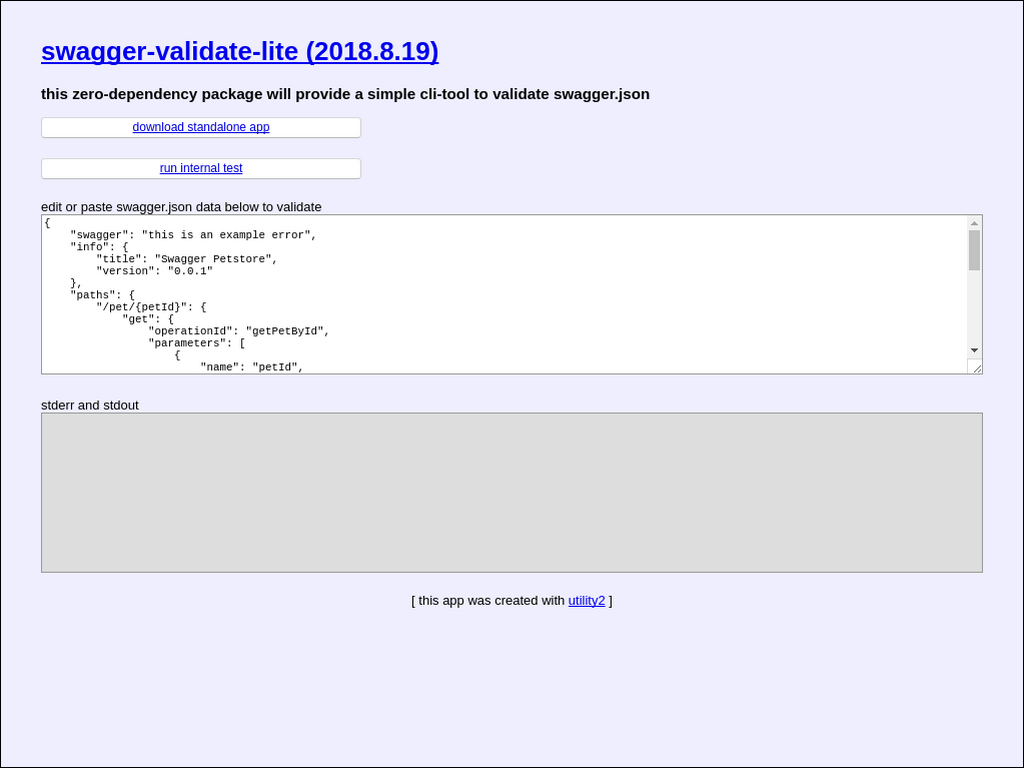 swagger-validate-lite (2018.8.19)
this zero-dependency package will provide a simple cli-tool to validate swagger.json
download standalone app
run internal test
edit or paste swagger.json data below to validate
{
    "swagger": "this is an example error",
    "info": {
        "title": "Swagger Petstore",
        "version": "0.0.1"
    },
    "paths": {
        "/pet/{petId}": {
            "get": {
                "operationId": "getPetById",
                "parameters": [
                    {
                        "name": "petId",
stderr and stdout
[ this app was created with utility2 ]